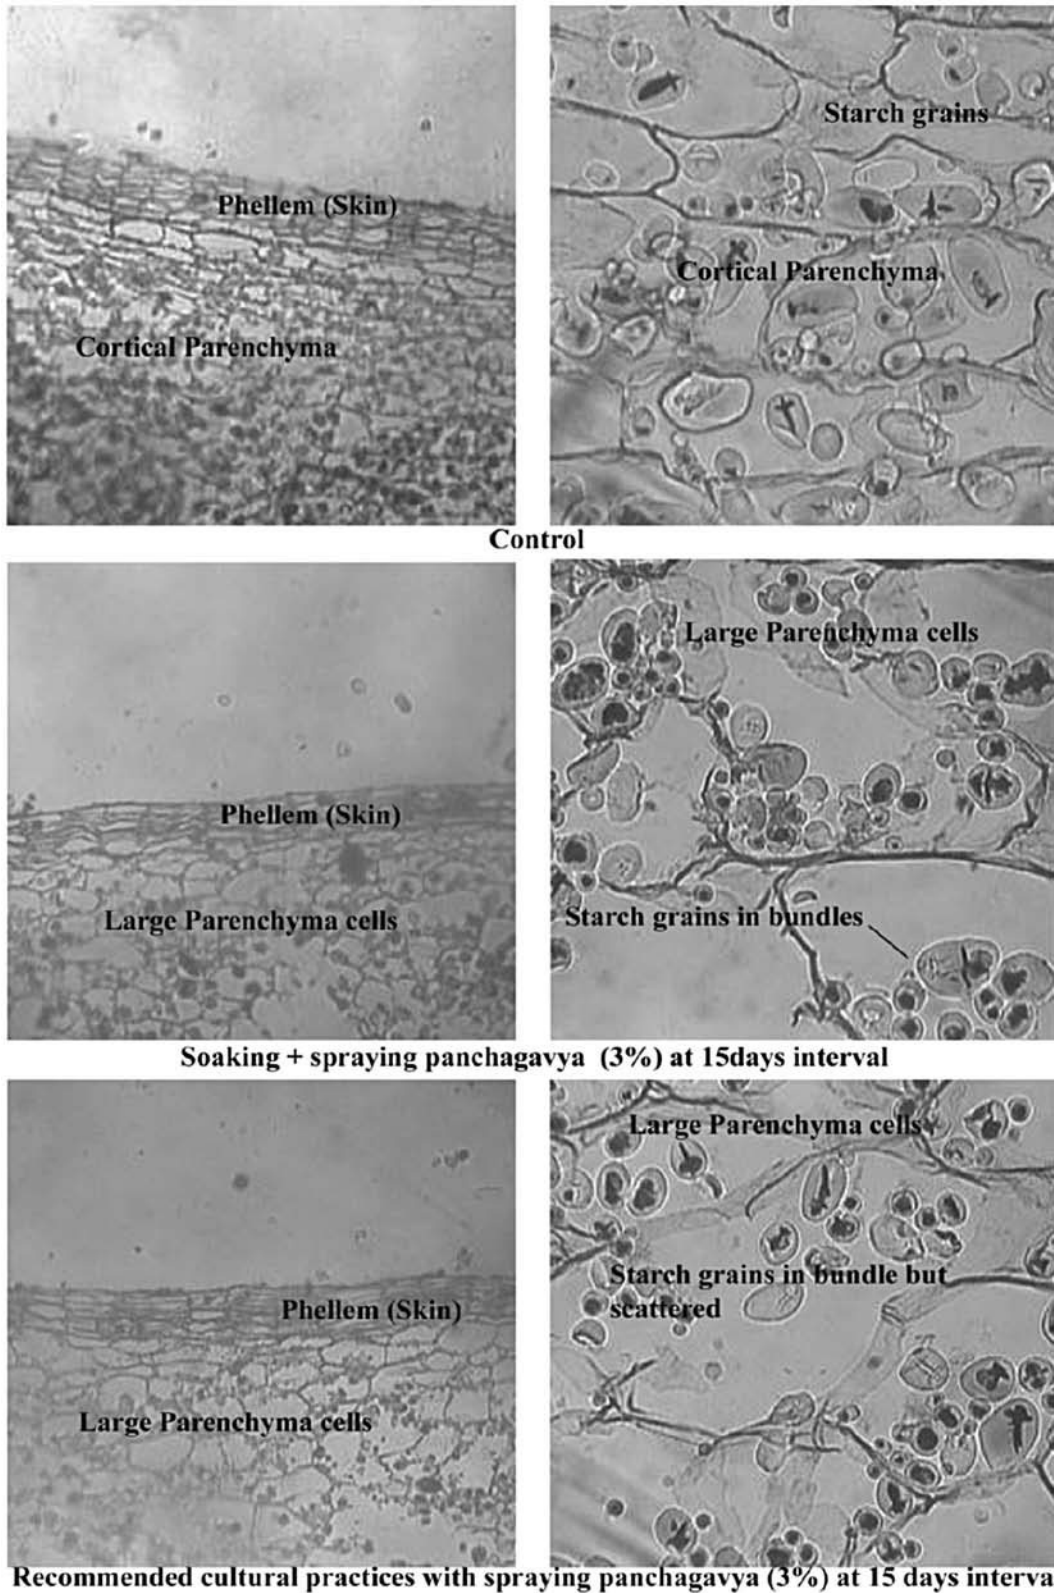 Phellem (Skin)
Cortical Parenchyma
Starch grains
Cortical Parenchyma
n
Control
Phellem (Skin)
Large Parenchyma cells
Large Parenchyma cells
Starch grains in bundles
Soaking + spraying panchagavya (3%) at 15days interval
Phellem (Skin)
Large Parenchyma cells
Large Parenchyma cells
Starch grains in bundle but
scattered
Recommended cultural practices with spraying panchagavya (3%) at 15 days interva